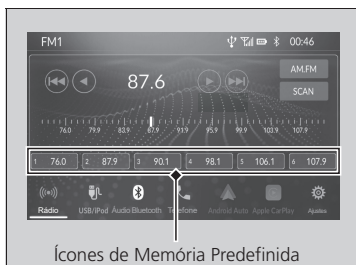 FM1 00:46
AM.FM
87.6
SCAN
76.0 79.9 83.9 87.9 91.9 95.9 99.9 103.9 107.9
1 76.0 2 87.9 3 90.1 4 98.1 5 106.1 6 107.9
Rádio USB/iPod Áudio Bluetooth Telefone Android Auto Apple CarPlay Ajustes
Ícones de Memória Predefinida